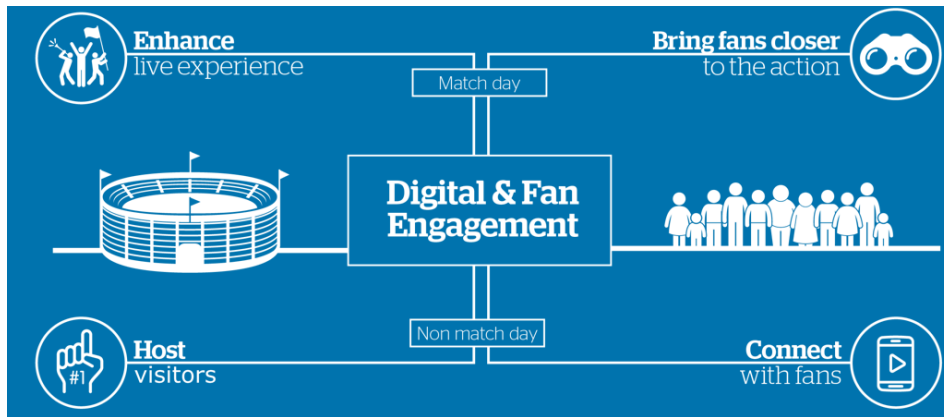 Enhance
live experience
Bring fans closer
to the action
Match day
Digital & Fan
Engagement
Non match day
#1
Host
visitors
Connect
with fans